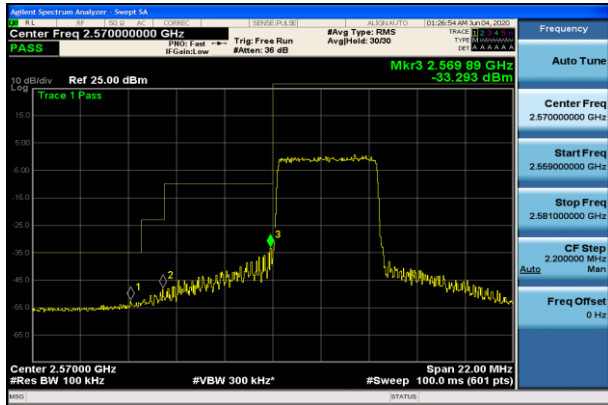 Agilent Spectrum Analyzer - Swept SA
RL RF 50 Ω AC CORREC SENSE:PULSE ALIGNAUTO 01:26:54 AM Jun 04, 2020
Center Freq 2.570000000 GHz
PASS
PNO: Fast
IFGain:Low
Trig: Free Run
#Atten: 36 dB
#Avg Type: RMS
Avg|Hold: 30/30
TRACE 1 2 3 4 5 6
TYPE MWWWWWW
DET A A A A A A
Mkr3 2.569 89 GHz
-33.293 dBm
10 dB/div Ref 25.00 dBm
Log
Trace 1 Pass
15.0
5.00
-5.00
-15.0
-25.0
-35.0
-45.0
-55.0
-65.0
1
2
3
Center 2.57000 GHz
Span 22.00 MHz
#Res BW 100 kHz
#VBW 300 kHz*
#Sweep 100.0 ms (601 pts)
MSG
STATUS
Frequency
Auto Tune
Center Freq
2.570000000 GHz
Start Freq
2.559000000 GHz
Stop Freq
2.581000000 GHz
CF Step
2.200000 MHz
Auto Man
Freq Offset
0 Hz